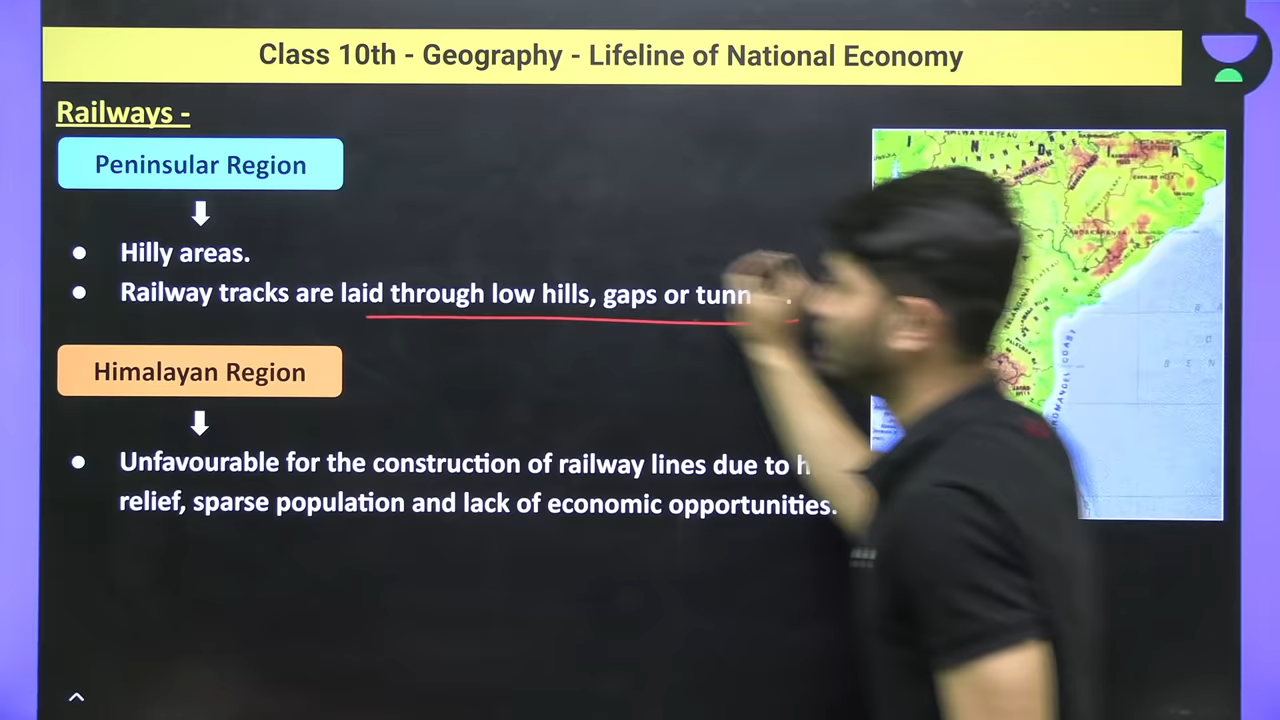 Class 10th - Geography - Lifeline of National Economy
Railways -
Peninsular Region
Hilly areas.
Railway tracks are laid through low hills, gaps or
Himalayan Region
Unfavourable for the construction of railway lines due to
relief, sparse population and lack of economic opportunities.